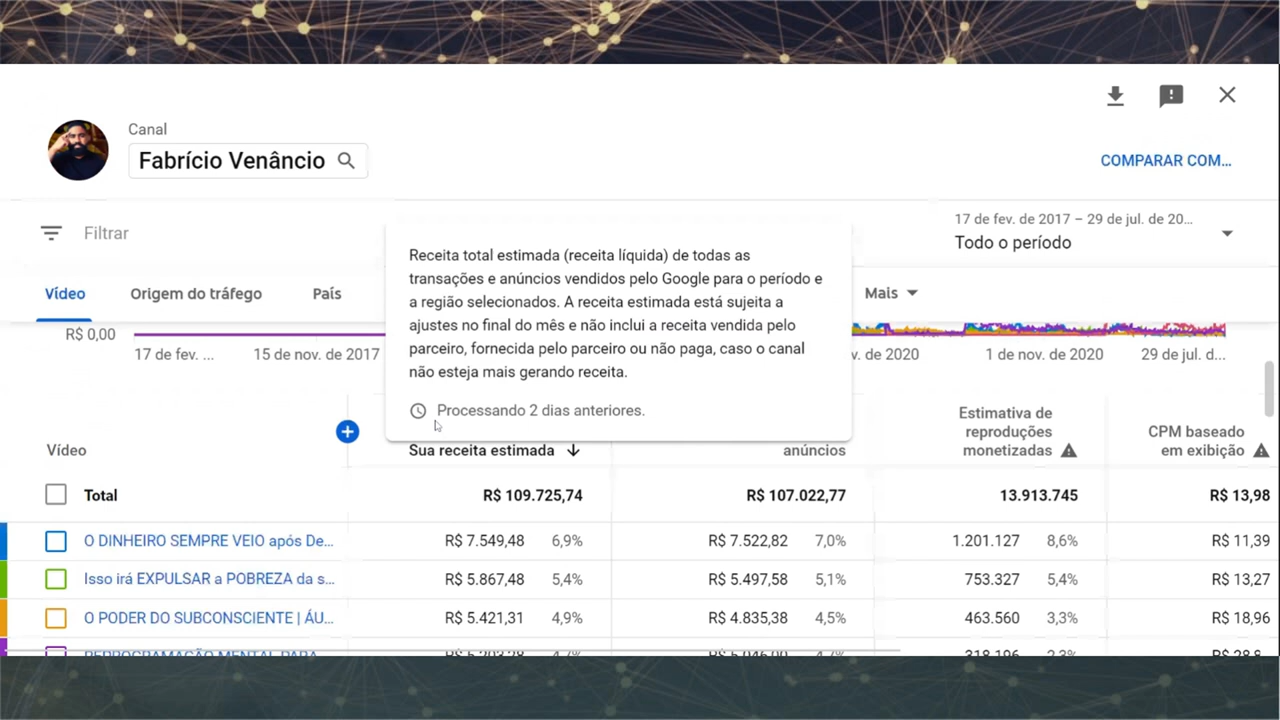 Canal
Fabrício Venâncio
COMPARAR COM...
Filtrar
17 de fev. de 2017 – 29 de jul. de 20...
Todo o período
Vídeo
Origem do tráfego
País
Mais
Receita total estimada (receita líquida) de todas as
transações e anúncios vendidos pelo Google para o período e
a região selecionados. A receita estimada está sujeita a
ajustes no final do mês e não inclui a receita vendida pelo
parceiro, fornecida pelo parceiro ou não paga, caso o canal
não esteja mais gerando receita.
Processando 2 dias anteriores.
R$ 0,00
17 de fev. ...
15 de nov. de 2017
v. de 2020
1 de nov. de 2020
29 de jul. d...
Vídeo
Sua receita estimada
anúncios
Estimativa de
reproduções
monetizadas
CPM baseado
em exibição
Total R$ 109.725,74 R$ 107.022,77 13.913.745 R$ 13,98
O DINHEIRO SEMPRE VEIO após De... R$ 7.549,48 6,9% R$ 7.522,82 7,0% 1.201.127 8,6% R$ 11,39
Isso irá EXPULSAR a POBREZA da s... R$ 5.867,48 5,4% R$ 5.497,58 5,1% 753.327 5,4% R$ 13,27
O PODER DO SUBCONSCIENTE | ÁU... R$ 5.421,31 4,9% R$ 4.835,38 4,5% 463.560 3,3% R$ 18,96
REPROGRAMAÇÃO MENTAL PARA